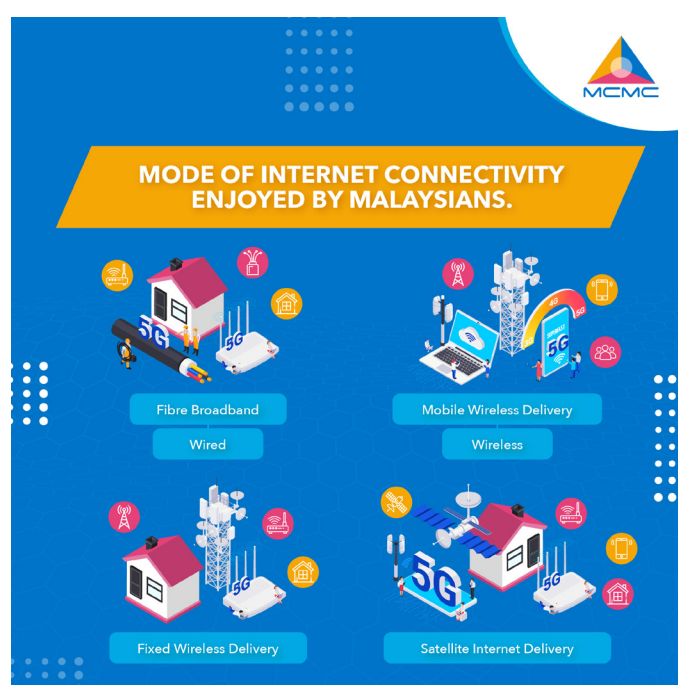 MCMC
MODE OF INTERNET CONNECTIVITY
ENJOYED BY MALAYSIANS.
5G
5G
4G
5G
5G
Fibre Broadband
Mobile Wireless Delivery
Wired
Wireless
5G
5G
5G
Fixed Wireless Delivery
Satellite Internet Delivery